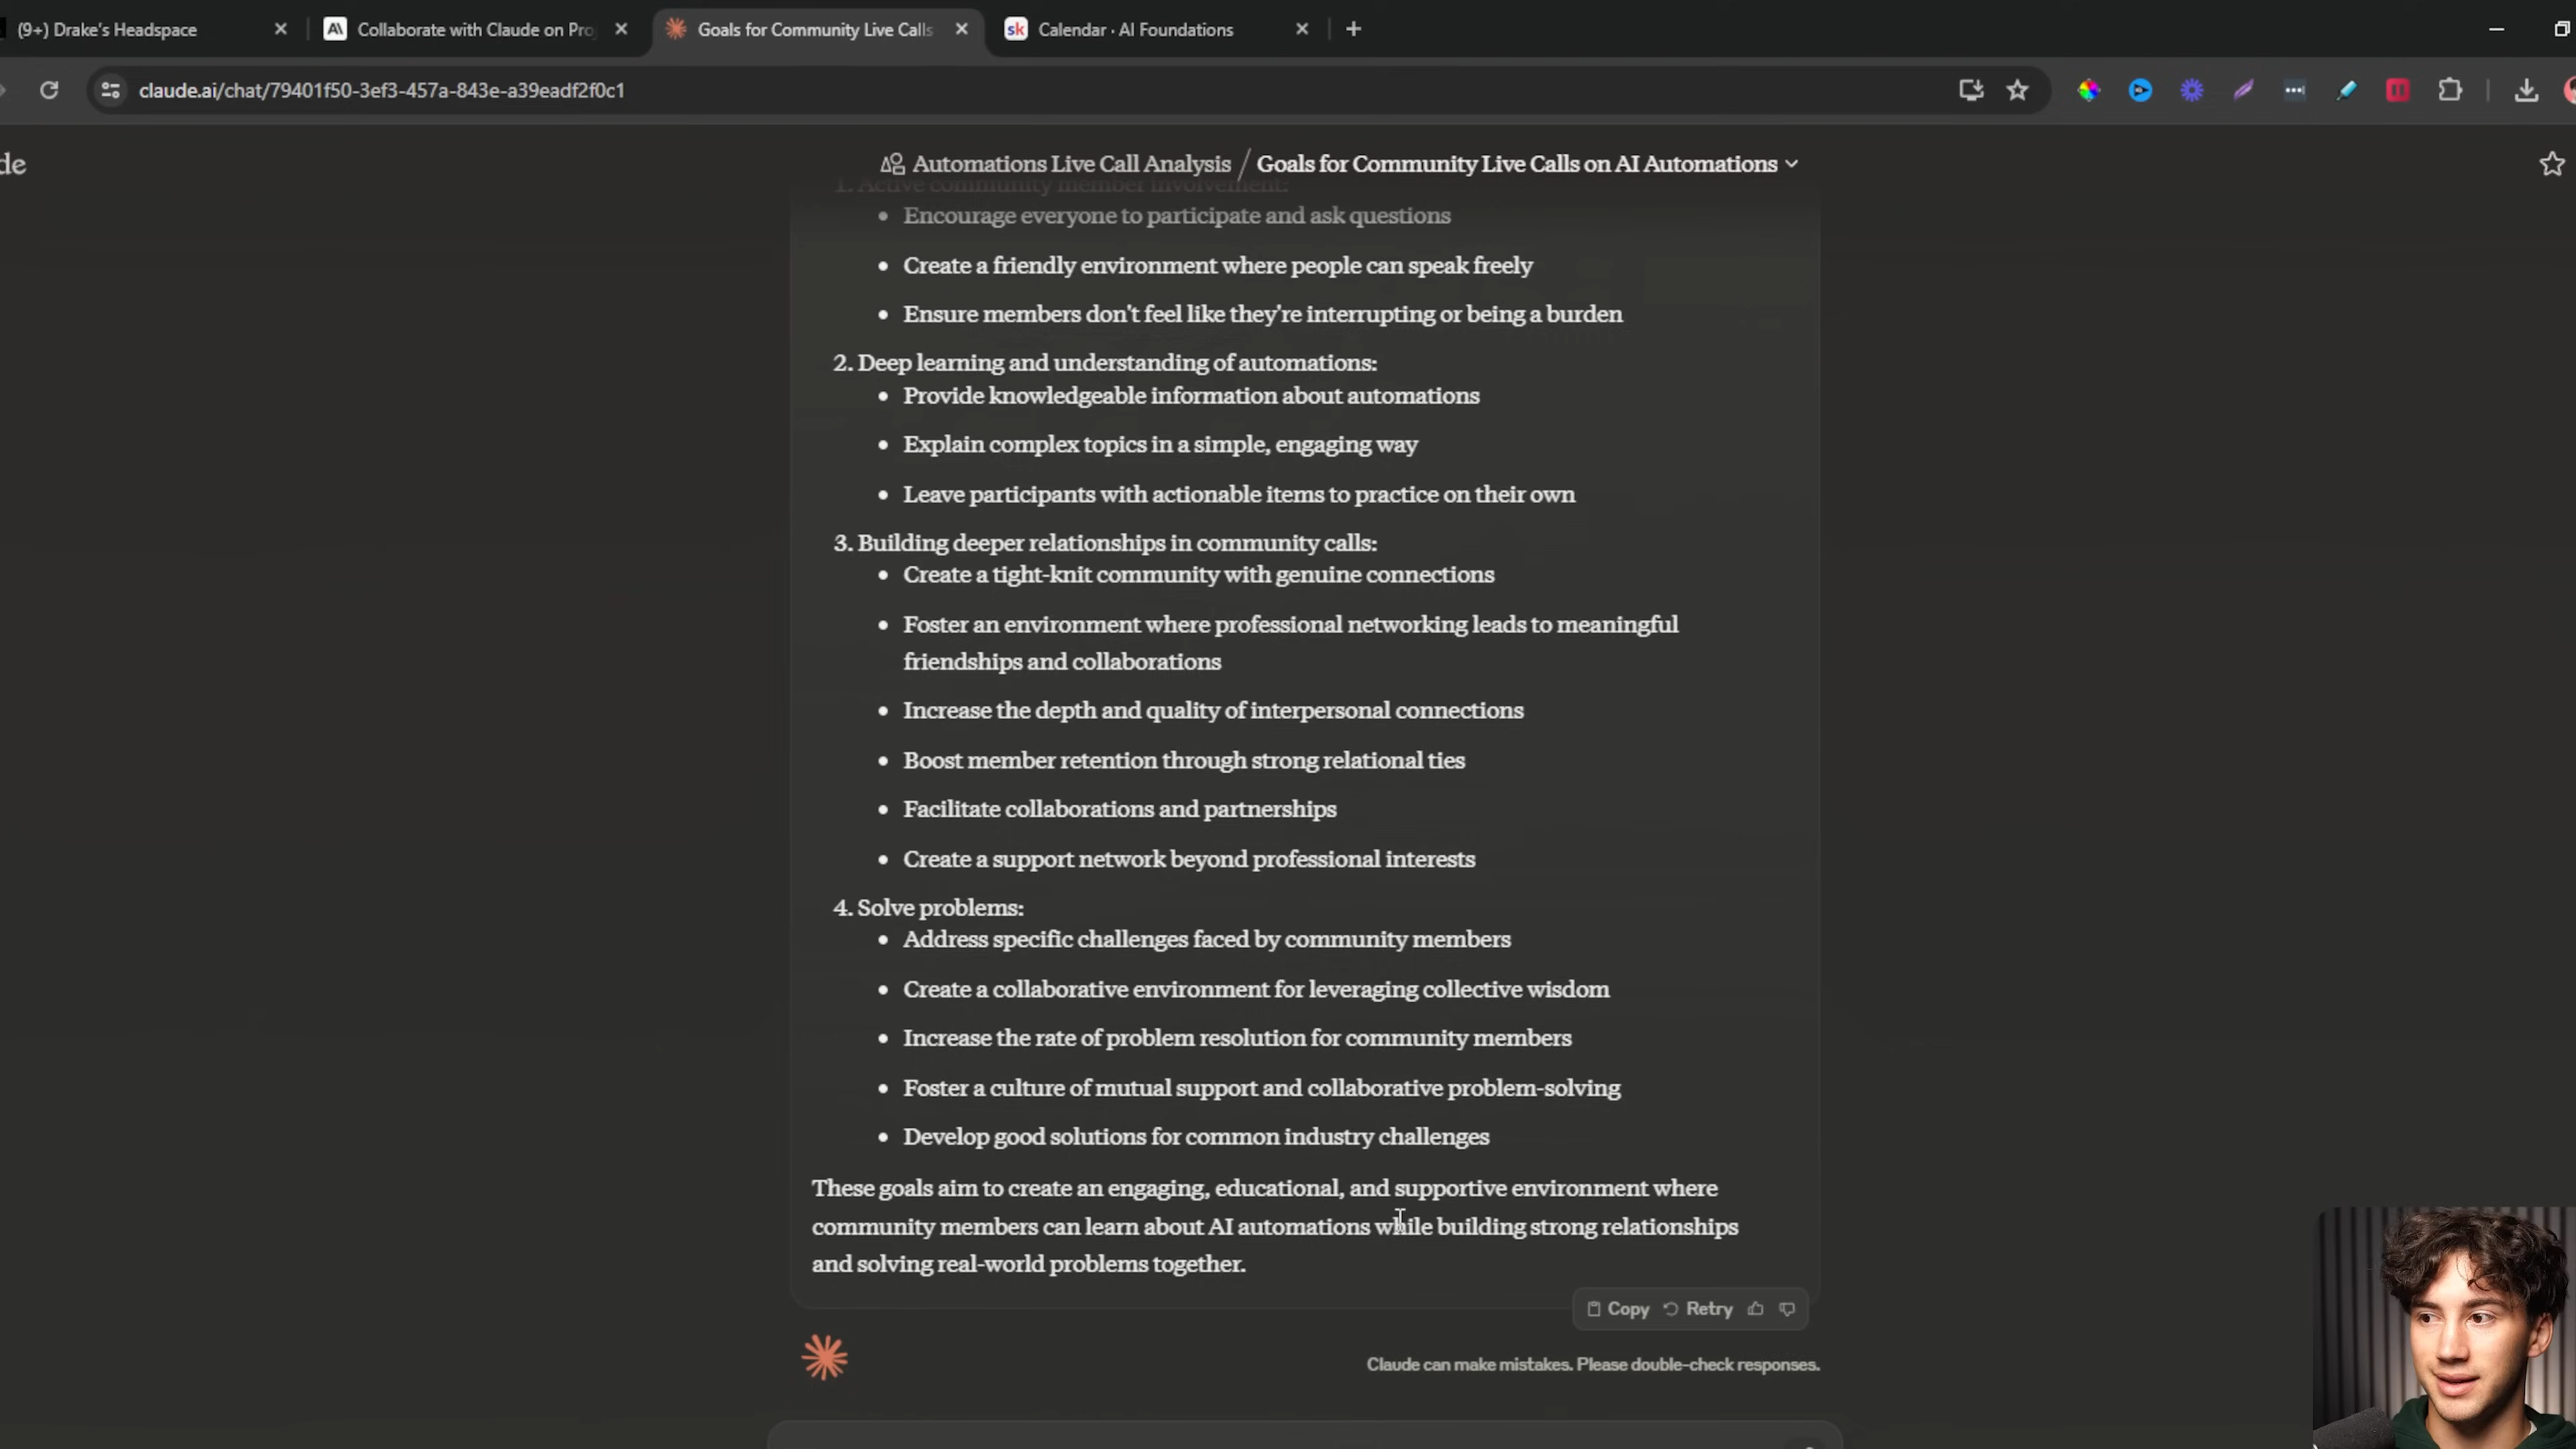 (9+) Drake's Headspace
Collaborate with Claude on Pro
Goals for Community Live Calls
sk
Calendar · AI Foundations
claude.ai/chat/79401f50-3ef3-457a-843e-a39eadf2f0c1
de
Automations Live Call Analysis / Goals for Community Live Calls on AI Automations
1. Active community member involvement:
• Encourage everyone to participate and ask questions
• Create a friendly environment where people can speak freely
• Ensure members don't feel like they're interrupting or being a burden
2. Deep learning and understanding of automations:
• Provide knowledgeable information about automations
• Explain complex topics in a simple, engaging way
• Leave participants with actionable items to practice on their own
3. Building deeper relationships in community calls:
• Create a tight-knit community with genuine connections
• Foster an environment where professional networking leads to meaningful
friendships and collaborations
• Increase the depth and quality of interpersonal connections
• Boost member retention through strong relational ties
• Facilitate collaborations and partnerships
• Create a support network beyond professional interests
4. Solve problems:
• Address specific challenges faced by community members
• Create a collaborative environment for leveraging collective wisdom
• Increase the rate of problem resolution for community members
• Foster a culture of mutual support and collaborative problem-solving
• Develop good solutions for common industry challenges
These goals aim to create an engaging, educational, and supportive environment where
community members can learn about AI automations while building strong relationships
and solving real-world problems together.
Copy Retry
Claude can make mistakes. Please double-check responses.